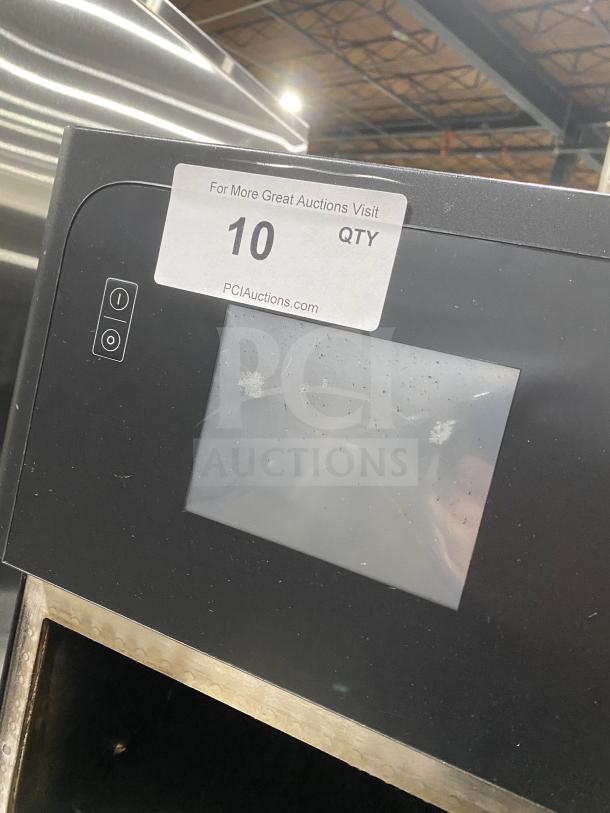 For More Great Auctions Visit
10 QTY
PCIAuctions.com
PCI
AUCTIONS